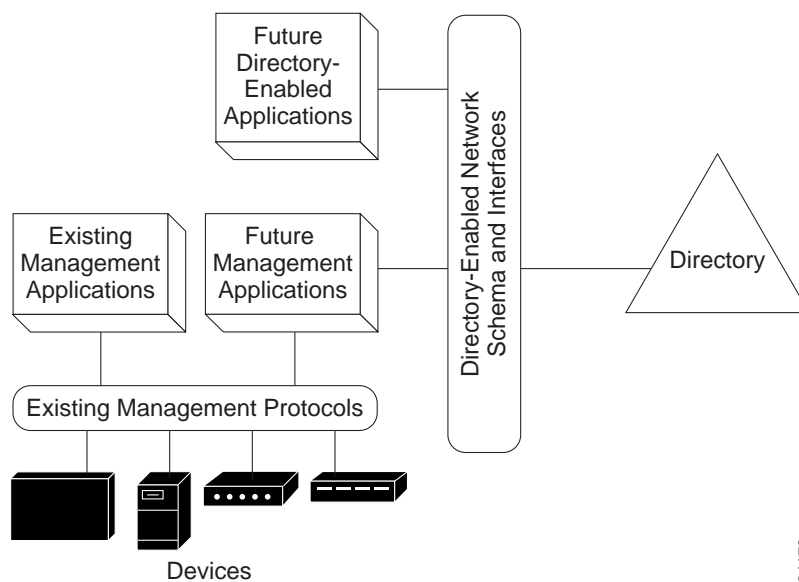 Future
Directory-
Enabled
Applications
Directory-Enabled Network
Schema and Interfaces
Existing
Management
Applications
Future
Management
Applications
Directory
Existing Management Protocols
Devices